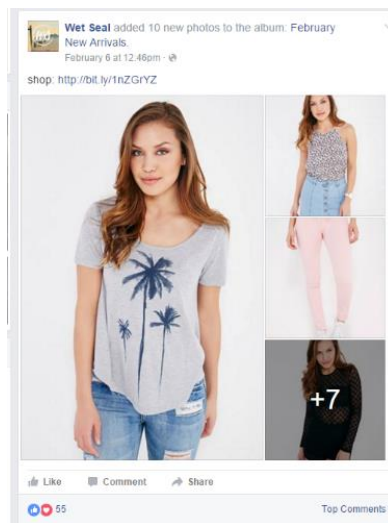 Wet Seal added 10 new photos to the album: February
New Arrivals.
February 6 at 12:46pm ·
shop: http://bit.ly/1nZGrYZ
+7
Like Comment Share
55 Top Comments